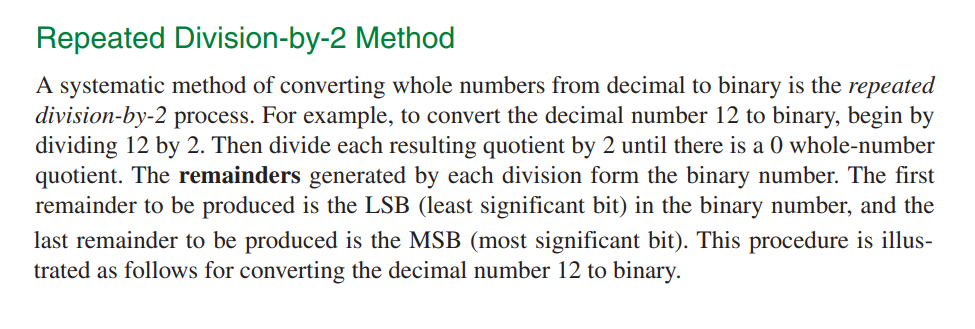 Repeated Division-by-2 Method
A systematic method of converting whole numbers from decimal to binary is the repeated
division-by-2 process. For example, to convert the decimal number 12 to binary, begin by
dividing 12 by 2. Then divide each resulting quotient by 2 until there is a 0 whole-number
quotient. The remainders generated by each division form the binary number. The first
remainder to be produced is the LSB (least significant bit) in the binary number, and the
last remainder to be produced is the MSB (most significant bit). This procedure is illus-
trated as follows for converting the decimal number 12 to binary.